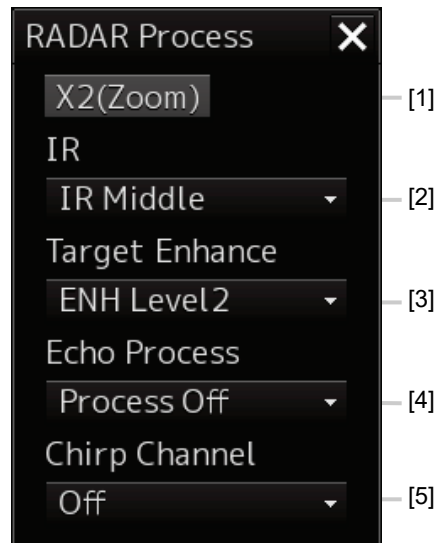 RADAR Process
X2(Zoom) [1]
IR
IR Middle [2]
Target Enhance
ENH Level2 [3]
Echo Process
Process Off [4]
Chirp Channel
Off [5]